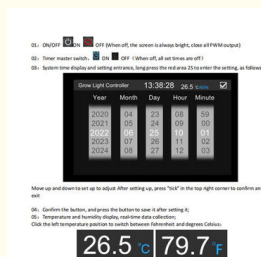 01: ON/OFF ON OFF (When off, the screen is always bright, close all PWM output)
02: Timer master switch: ON OFF (When off, all set times are off)
03: System time display and setting entrance, long press the red area 2S to enter the setting, as follows
Grow Light Controller 13:38:28 26.5
Year Month Day Hour Minute
2020 04 23 08 59
2021 05 24 09 00
2022 06 25 10 01
2023 07 26 11 02
2024 08 27 12 03
Move up and down to set up to adjust After setting up, press "tick" in the top right corner to confirm and
exit
04: Confirm the button, and press the button to save it after setting it;
05: Temperature and humidity display, real-time data collection;
Click the left temperature position to switch between Fahrenheit and degrees Celsius:
26.5 °C 79.7 °F